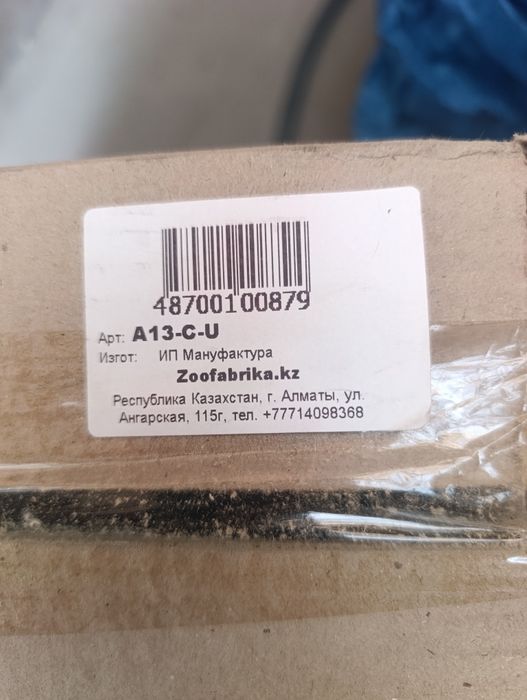 48700100879
Арт: A13-C-U
Изгот: ИП Мануфактура
Zoofabrika.kz
Республика Казахстан, г. Алматы, ул.
Ангарская, 115г, тел. +77714098368